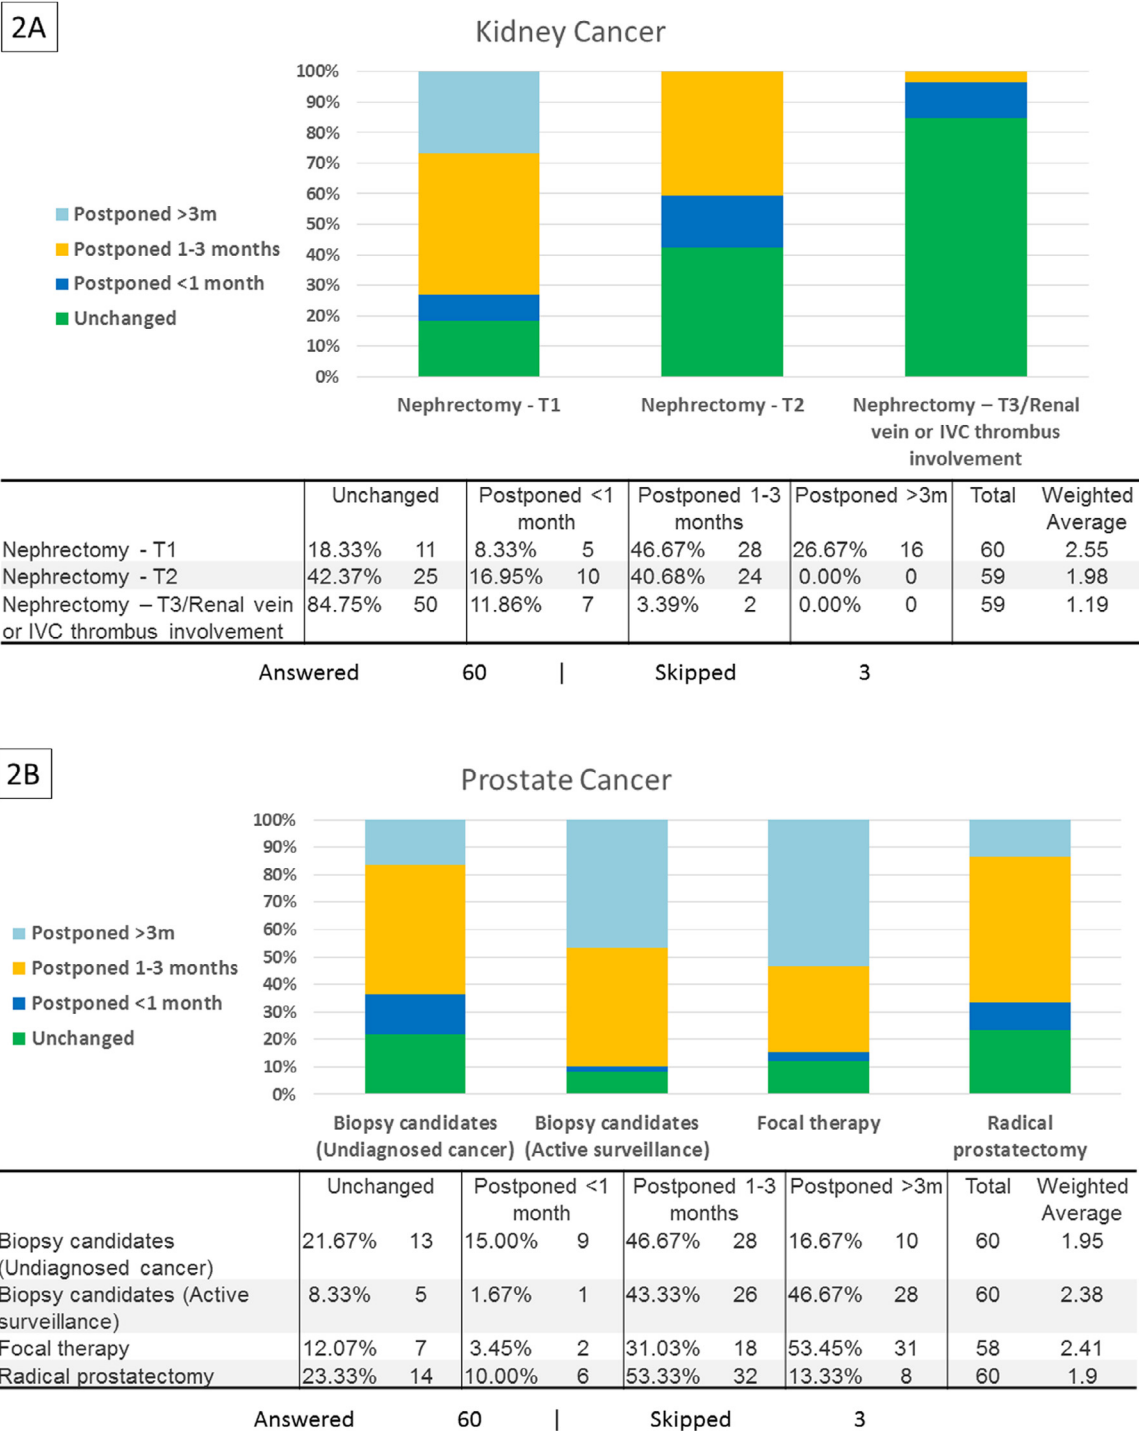 2A
Kidney Cancer
100%
90%
80%
70%
60%
50%
40%
30%
20%
10%
0%
Postponed >3m
Postponed 1-3 months
Postponed <1 month
Unchanged
Nephrectomy - T1
Nephrectomy - T2
Nephrectomy – T3/Renal
vein or IVC thrombus
involvement
Unchanged Postponed <1 Postponed 1-3 Postponed >3m Total Weighted
month months Average
Nephrectomy - T1 18.33% 11 8.33% 5 46.67% 28 26.67% 16 60 2.55
Nephrectomy - T2 42.37% 25 16.95% 10 40.68% 24 0.00% 0 59 1.98
Nephrectomy – T3/Renal vein 84.75% 50 11.86% 7 3.39% 2 0.00% 0 59 1.19
or IVC thrombus involvement
Answered 60 | Skipped 3
2B
Prostate Cancer
100%
90%
80%
70%
60%
50%
40%
30%
20%
10%
0%
Postponed >3m
Postponed 1-3 months
Postponed <1 month
Unchanged
Biopsy candidates
(Undiagnosed cancer)
Biopsy candidates
(Active surveillance)
Focal therapy
Radical
prostatectomy
Unchanged Postponed <1 Postponed 1-3 Postponed >3m Total Weighted
month months Average
Biopsy candidates 21.67% 13 15.00% 9 46.67% 28 16.67% 10 60 1.95
(Undiagnosed cancer)
Biopsy candidates (Active 8.33% 5 1.67% 1 43.33% 26 46.67% 28 60 2.38
surveillance)
Focal therapy 12.07% 7 3.45% 2 31.03% 18 53.45% 31 58 2.41
Radical prostatectomy 23.33% 14 10.00% 6 53.33% 32 13.33% 8 60 1.9
Answered 60 | Skipped 3